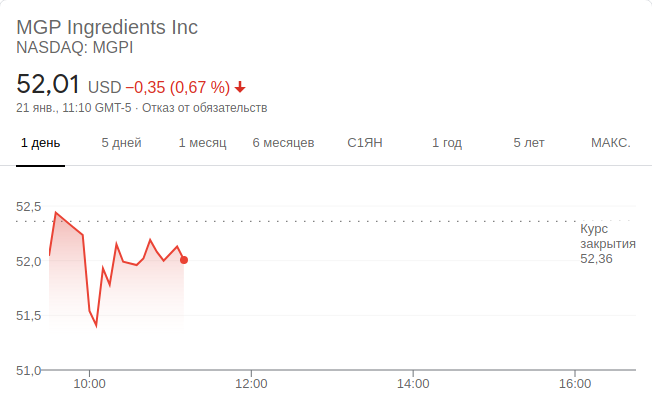 MGP Ingredients Inc
NASDAQ: MGPI
52,01 USD −0,35 (0,67 %)
21 янв., 11:10 GMT-5 · Отказ от обязательств
1 день 5 дней 1 месяц 6 месяцев С1ЯН 1 год 5 лет МАКС.
52,5
Курс
закрытия
52,36
52,0
51,5
51,0
10:00 12:00 14:00 16:00